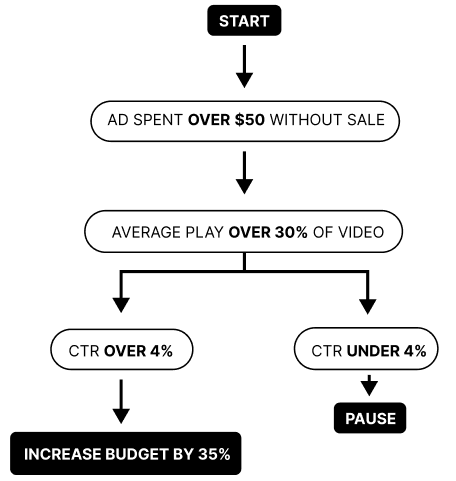 START
AD SPENT OVER $50 WITHOUT SALE
AVERAGE PLAY OVER 30% OF VIDEO
CTR OVER 4%
CTR UNDER 4%
PAUSE
INCREASE BUDGET BY 35%